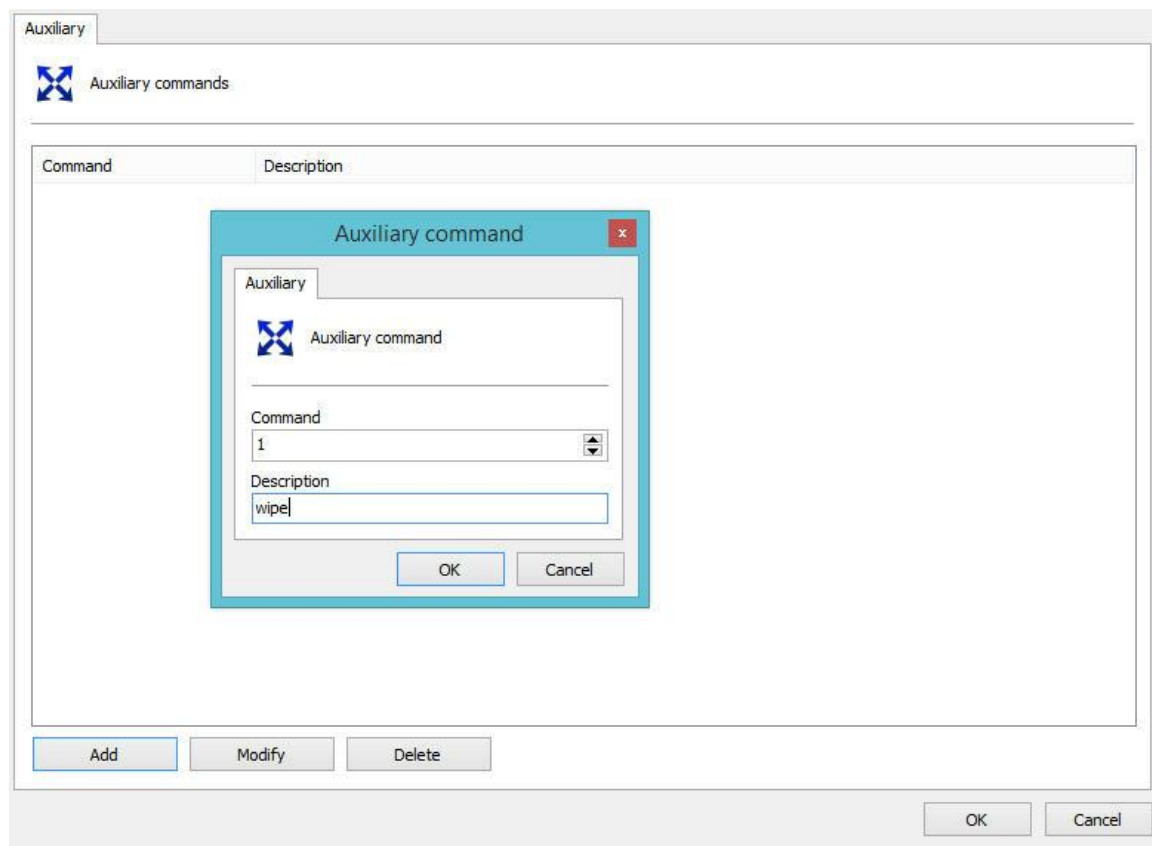 Auxiliary
Auxiliary commands
Command Description
Auxiliary command x
Auxiliary
Auxiliary command
Command
1
Description
wipe
OK Cancel
Add Modify Delete
OK Cancel